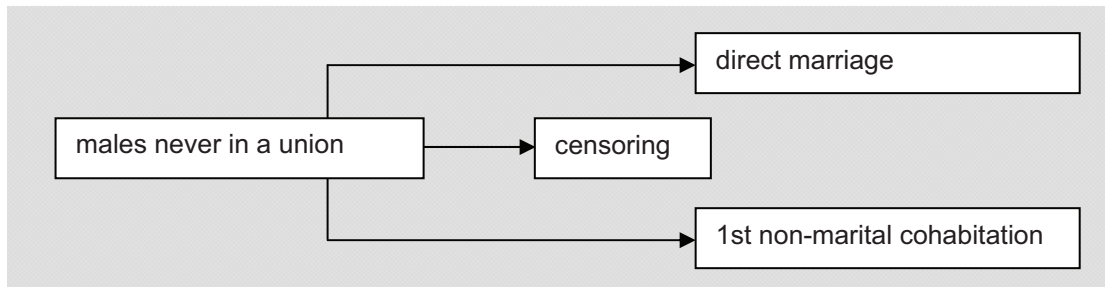 direct marriage
males never in a union
censoring
1st non-marital cohabitation